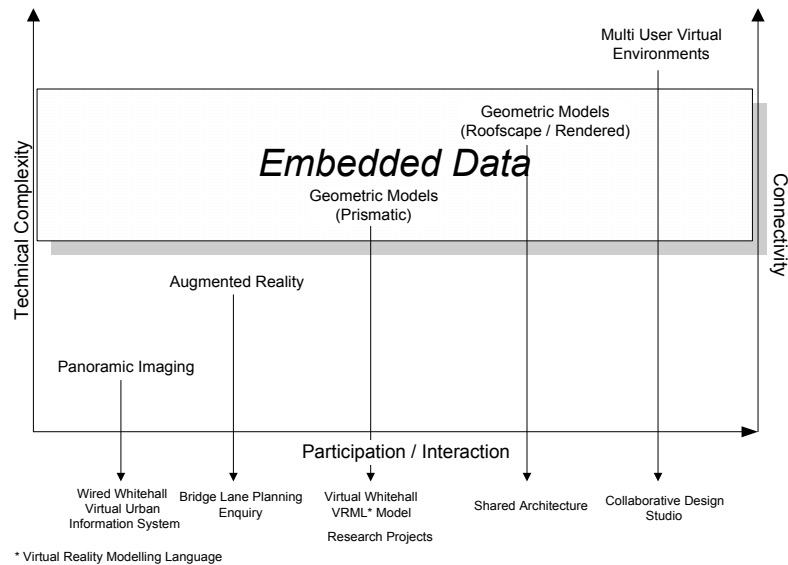 Multi User Virtual
Environments
Geometric Models
(Roofscape / Rendered)
Embedded Data
Geometric Models
(Prismatic)
Technical Complexity
Connectivity
Augmented Reality
Panoramic Imaging
Participation / Interaction
Wired Whitehall
Virtual Urban
Information System
Bridge Lane Planning
Enquiry
Virtual Whitehall
VRML* Model
Research Projects
Shared Architecture
Collaborative Design
Studio
* Virtual Reality Modelling Language